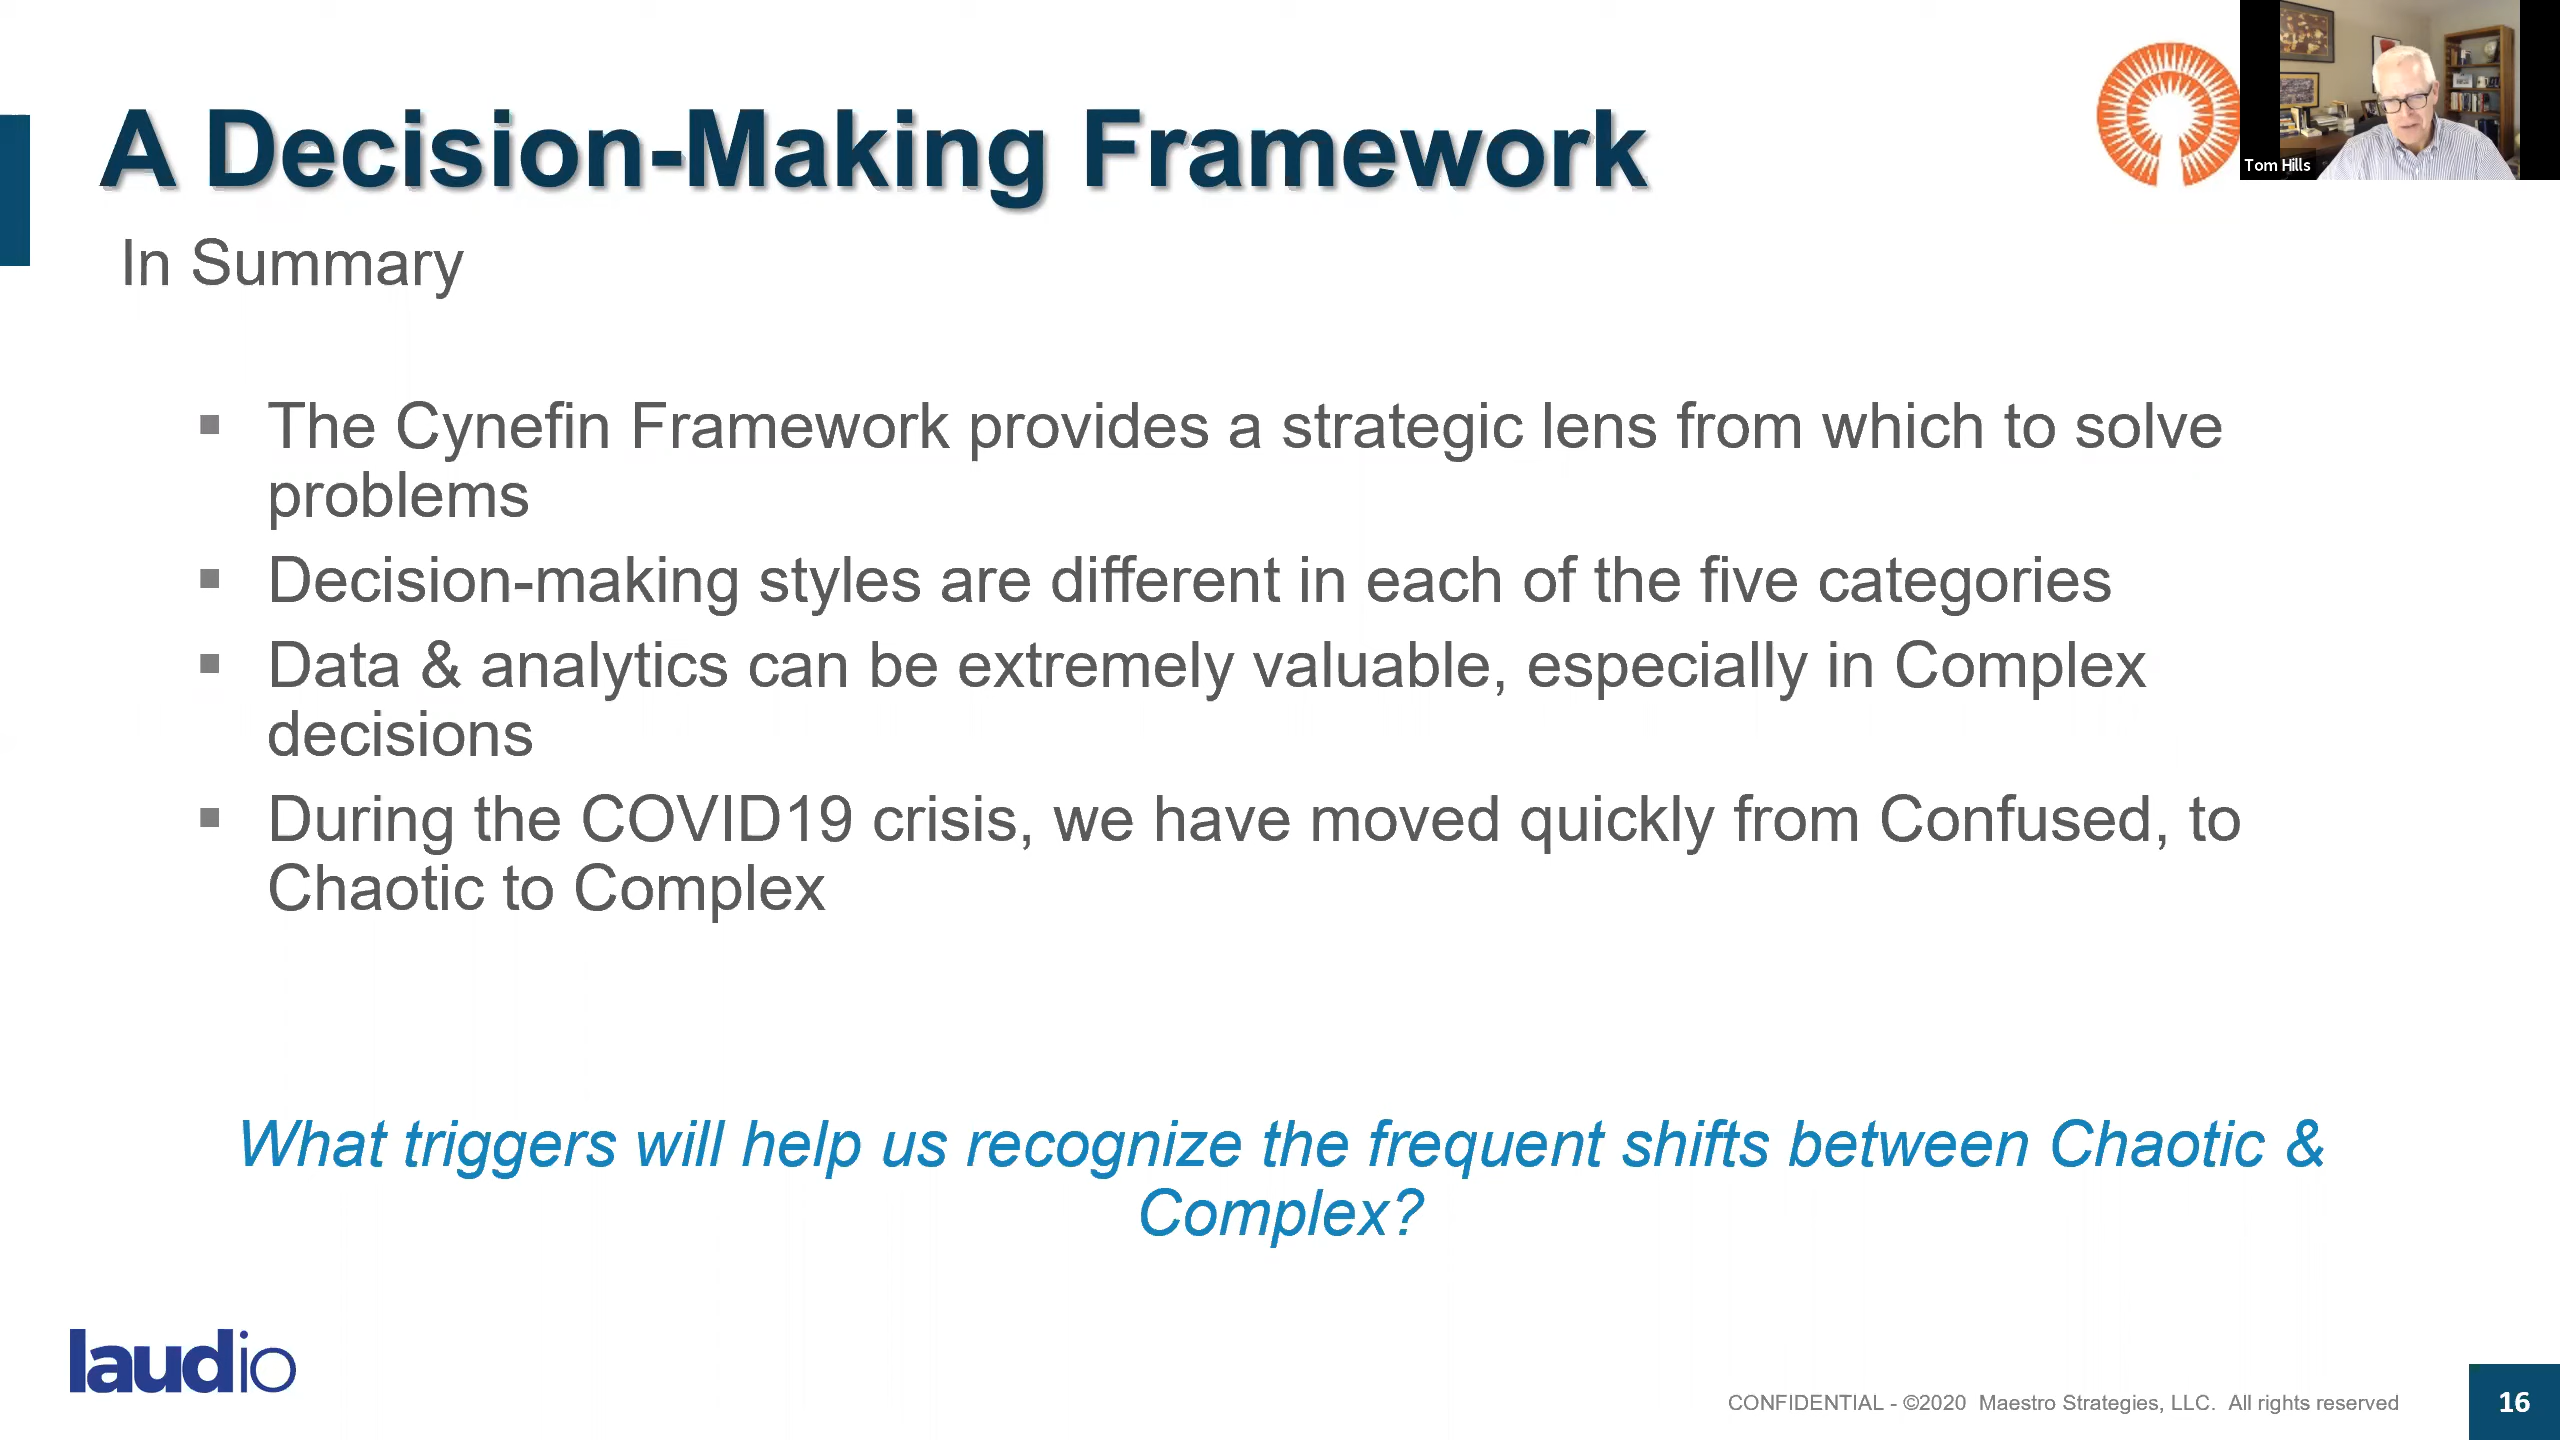 A Decision-Making Framework
Tom Hills
In Summary
▪ The Cynefin Framework provides a strategic lens from which to solve
problems
▪ Decision-making styles are different in each of the five categories
▪ Data & analytics can be extremely valuable, especially in Complex
decisions
▪ During the COVID19 crisis, we have moved quickly from Confused, to
Chaotic to Complex
What triggers will help us recognize the frequent shifts between Chaotic &
Complex?
laudio
CONFIDENTIAL - ©2020 Maestro Strategies, LLC. All rights reserved
16